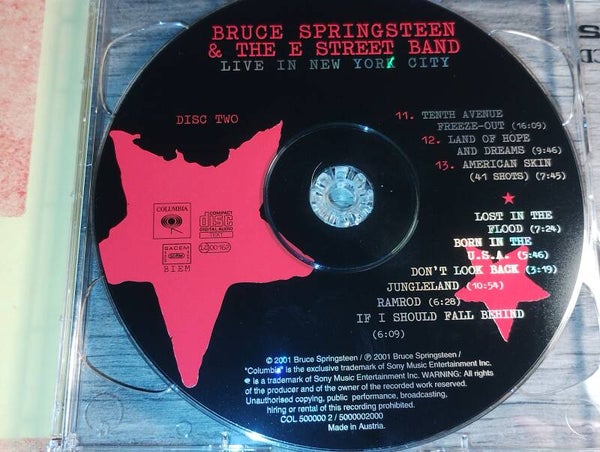 BRUCE SPRINGSTEEN
& THE E STREET BAND
LIVE IN NEW YORK CITY
DISC TWO
11. TENTH AVENUE
FREEZE-OUT (16:09)
12. LAND OF HOPE
AND DREAMS (9:46)
13. AMERICAN SKIN
(41 SHOTS) (7:45)
LOST IN THE
FLOOD (7:24)
BORN IN THE
U.S.A. (5:46)
DON'T LOOK BACK (3:19)
JUNGLELAND (10:54)
RAMROD (6:28)
IF I SHOULD FALL BEHIND
(6:09)
COLUMBIA
COMPACT
disc
DIGITAL AUDIO
TEXT
SACEM
BIEM
LC00162
© 2001 Bruce Springsteen / ℗ 2001 Bruce Springsteen /
"Columbia" is the exclusive trademark of Sony Music Entertainment Inc.
is a trademark of Sony Music Entertainment Inc. WARNING: All rights
of the producer and of the owner of the recorded work reserved.
Unauthorised copying, public performance, broadcasting,
hiring or rental of this recording prohibited.
COL 500000 2 / 5000002000
Made in Austria.